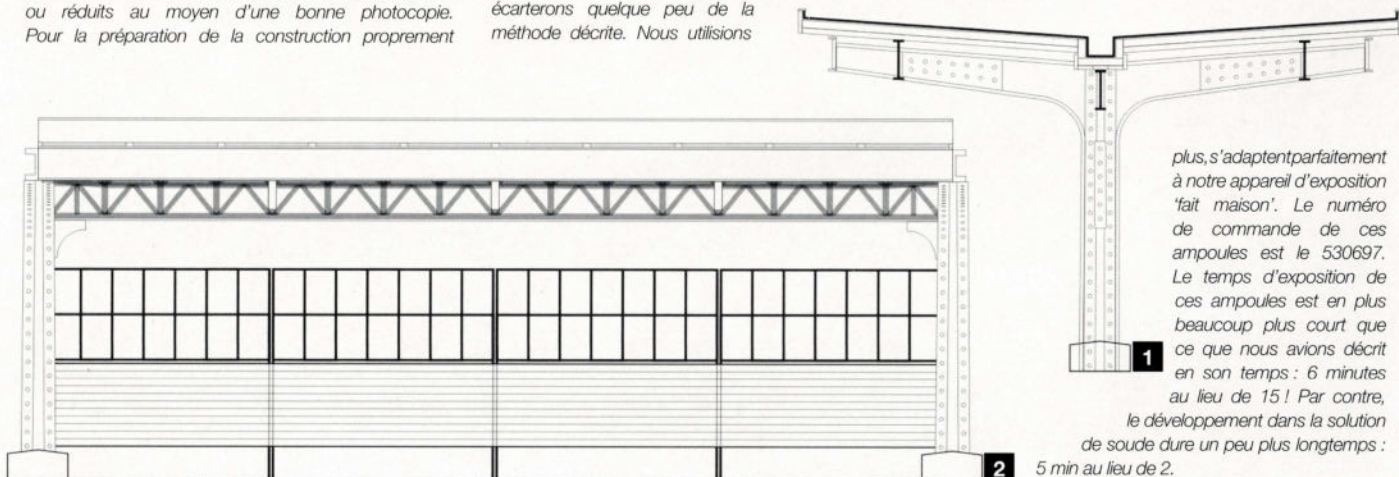 ou réduits au moyen d'une bonne photocopie.
Pour la préparation de la construction proprement
écarterons quelque peu de la
méthode décrite. Nous utilisions
plus, s'adaptent parfaitement
à notre appareil d'exposition
'fait maison'. Le numéro
de commande de ces
ampoules est le 530697.
Le temps d'exposition de
ces ampoules est en plus
beaucoup plus court que
ce que nous avions décrit
en son temps : 6 minutes
au lieu de 15 ! Par contre,
le développement dans la solution
de soude dure un peu plus longtemps :
5 min au lieu de 2.
1
2